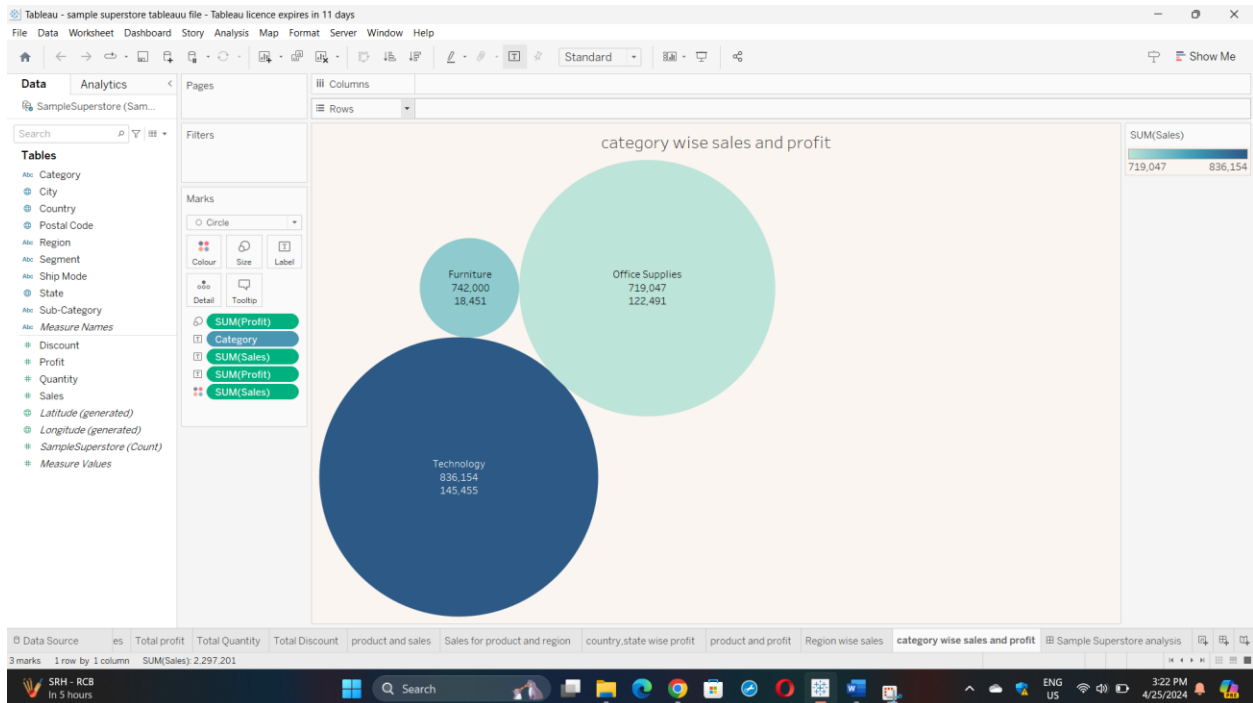 Tableau - sample superstore tableauu file - Tableau licence expires in 11 days
File Data Worksheet Dashboard Story Analysis Map Format Server Window Help
Standard
Show Me
Data Analytics
SampleSuperstore (Sam...
Search
Tables
Abc Category
City
Country
Postal Code
Abc Region
Abc Segment
Abc Ship Mode
State
Abc Sub-Category
Abc Measure Names
# Discount
# Profit
# Quantity
# Sales
Latitude (generated)
Longitude (generated)
# SampleSuperstore (Count)
# Measure Values
Pages
Filters
Marks
Circle
Colour Size Label
Detail Tooltip
SUM(Profit)
Category
SUM(Sales)
SUM(Profit)
SUM(Sales)
Columns
Rows
category wise sales and profit
Furniture
742,000
18,451
Office Supplies
719,047
122,491
Technology
836,154
145,455
SUM(Sales)
719,047 836,154
Data Source es Total profit Total Quantity Total Discount product and sales Sales for product and region country,state wise profit product and profit Region wise sales category wise sales and profit Sample Superstore analysis
3 marks 1 row by 1 column SUM(Sales): 2,297,201
SRH - RCB
In 5 hours
Search
ENG
US
3:22 PM
4/25/2024